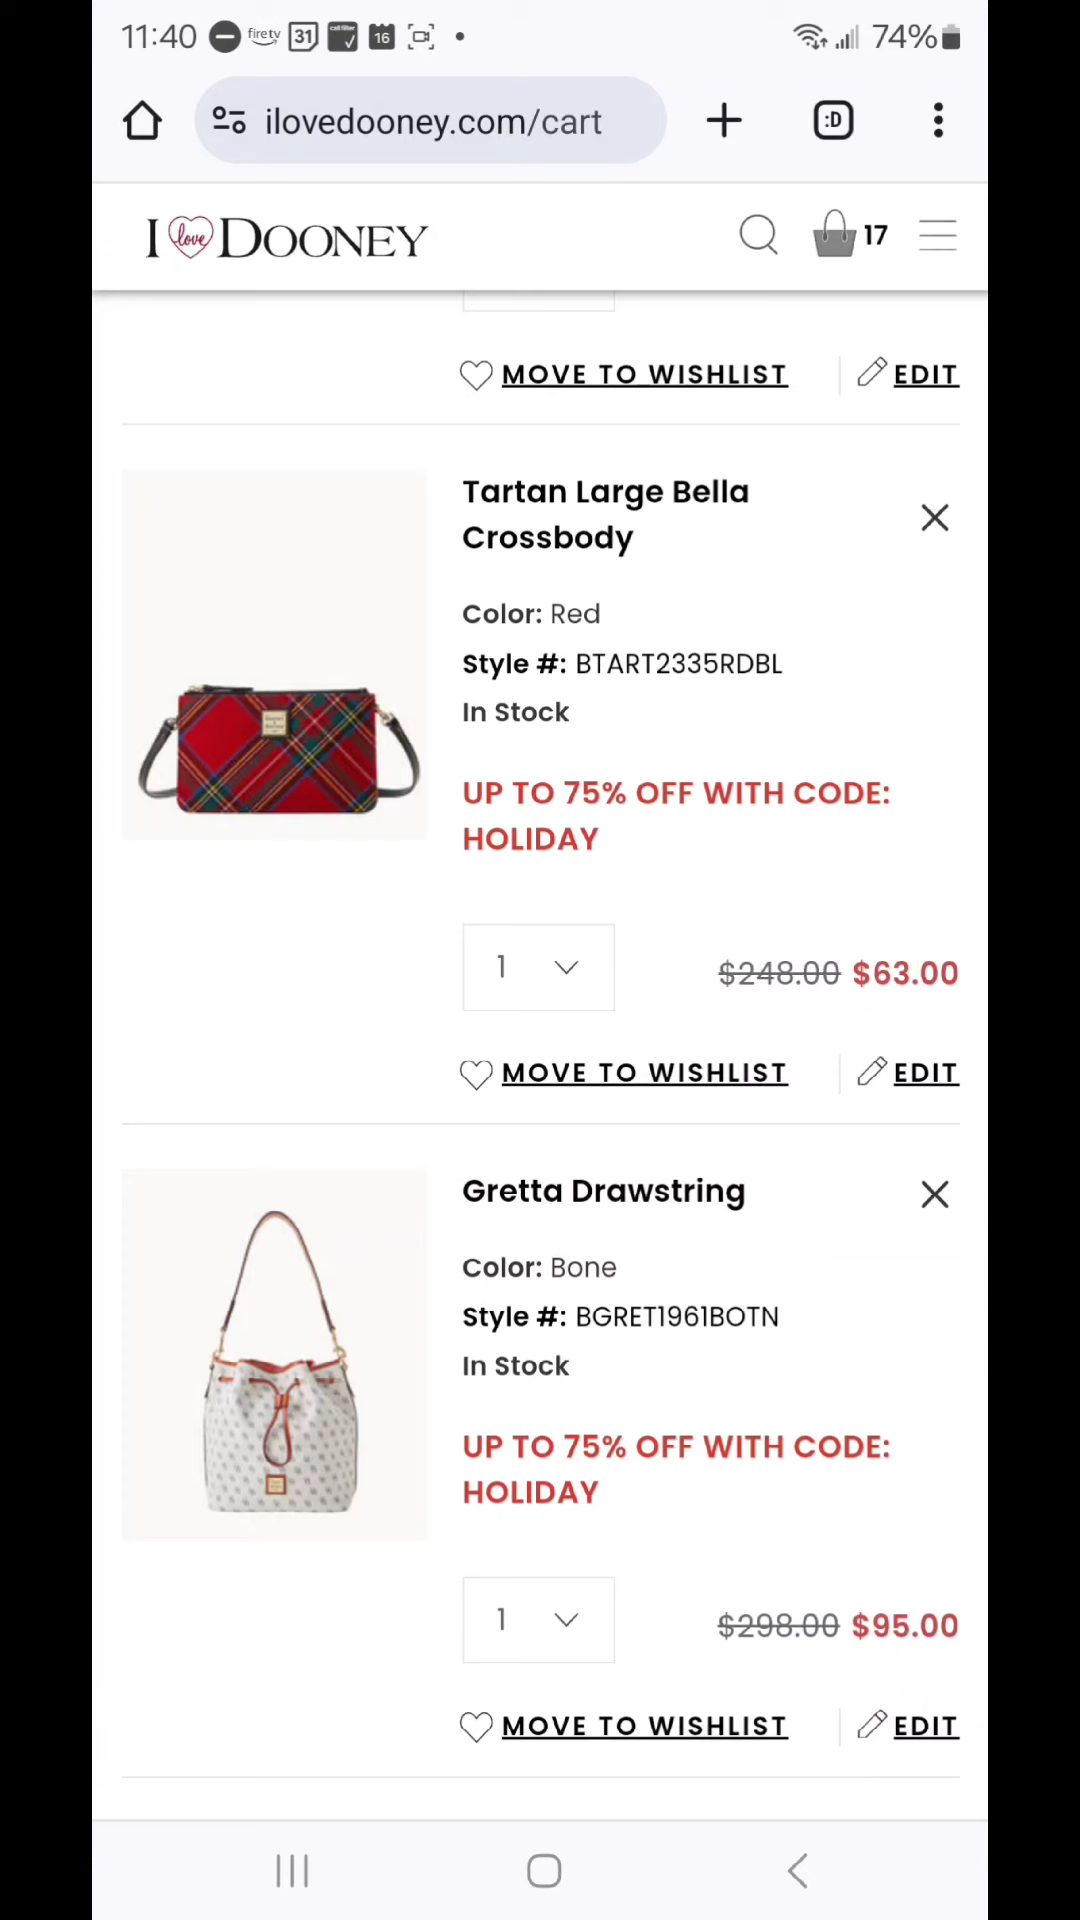 11:40 firetv 31 16 74%
ilovedooney.com/cart :D
I love DOONEY 17
MOVE TO WISHLIST EDIT
Tartan Large Bella
Crossbody
Color: Red
Style #: BTART2335RDBL
In Stock
UP TO 75% OFF WITH CODE:
HOLIDAY
1 $248.00 $63.00
MOVE TO WISHLIST EDIT
Gretta Drawstring
Color: Bone
Style #: BGRET1961BOTN
In Stock
UP TO 75% OFF WITH CODE:
HOLIDAY
1 $298.00 $95.00
MOVE TO WISHLIST EDIT